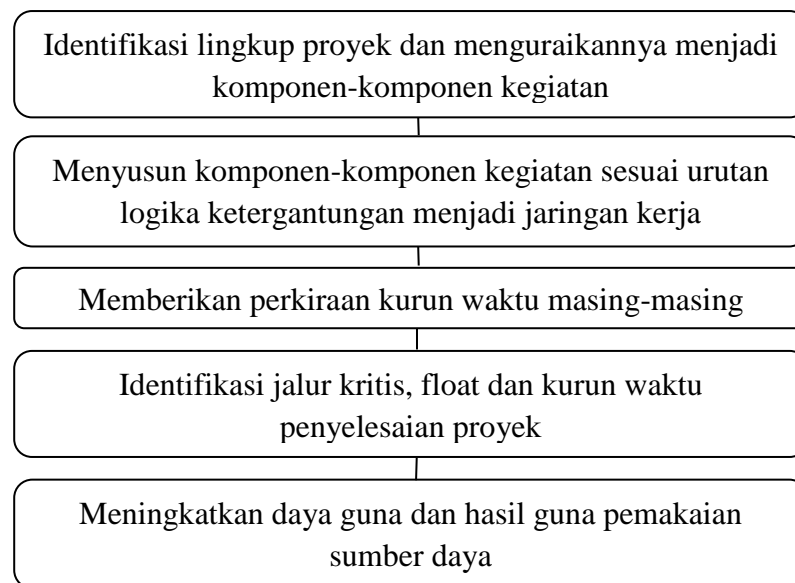 Identifikasi lingkup proyek dan menguraikannya menjadi
komponen-komponen kegiatan
Menyusun komponen-komponen kegiatan sesuai urutan
logika ketergantungan menjadi jaringan kerja
Memberikan perkiraan kurun waktu masing-masing
Identifikasi jalur kritis, float dan kurun waktu
penyelesaian proyek
Meningkatkan daya guna dan hasil guna pemakaian
sumber daya